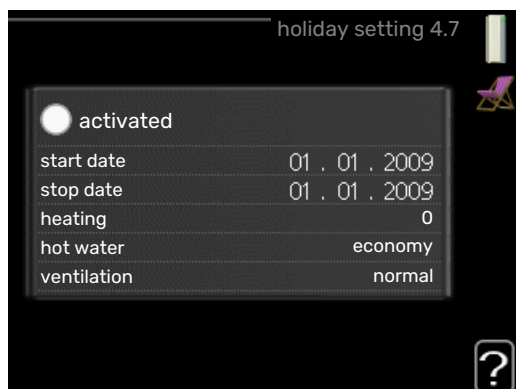 holiday setting 4.7
activated
start date 01 . 01 . 2009
stop date 01 . 01 . 2009
heating 0
hot water economy
ventilation normal
?